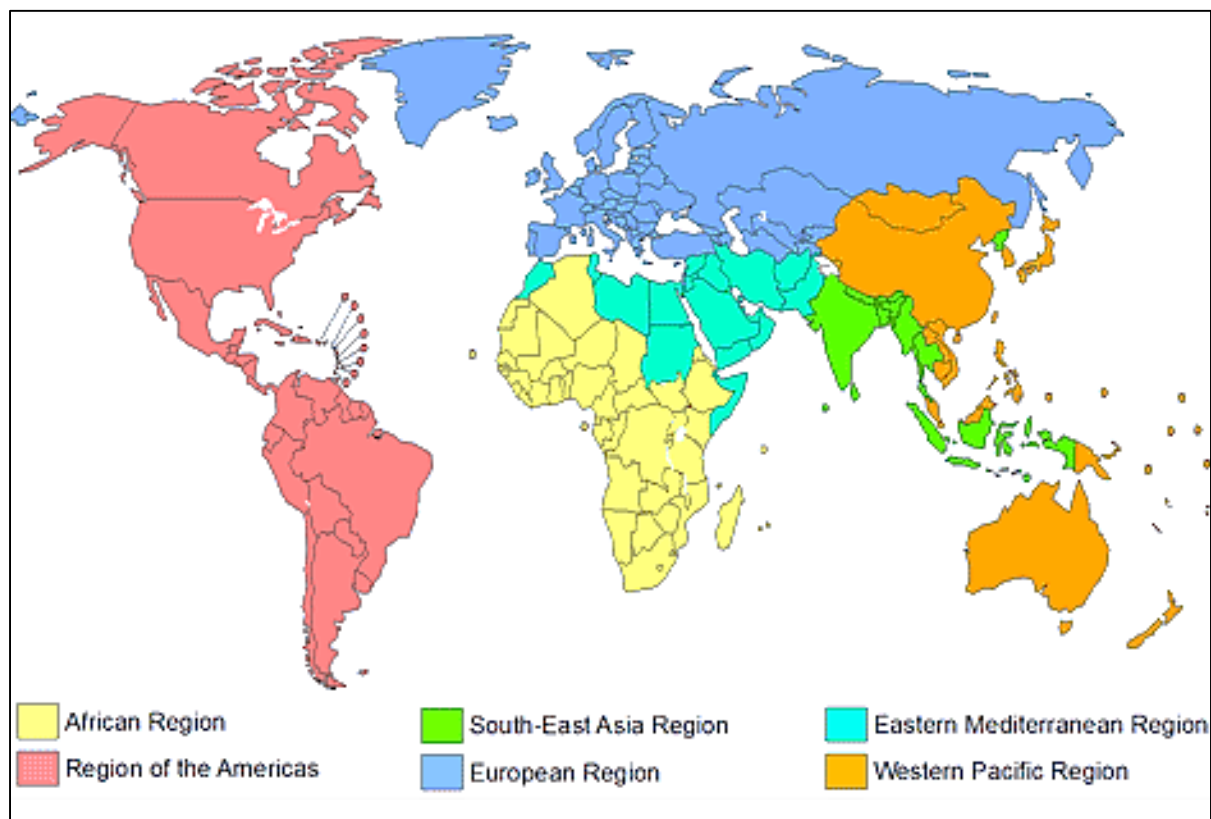 African Region
South-East Asia Region
Eastern Mediterranean Region
Region of the Americas
European Region
Western Pacific Region